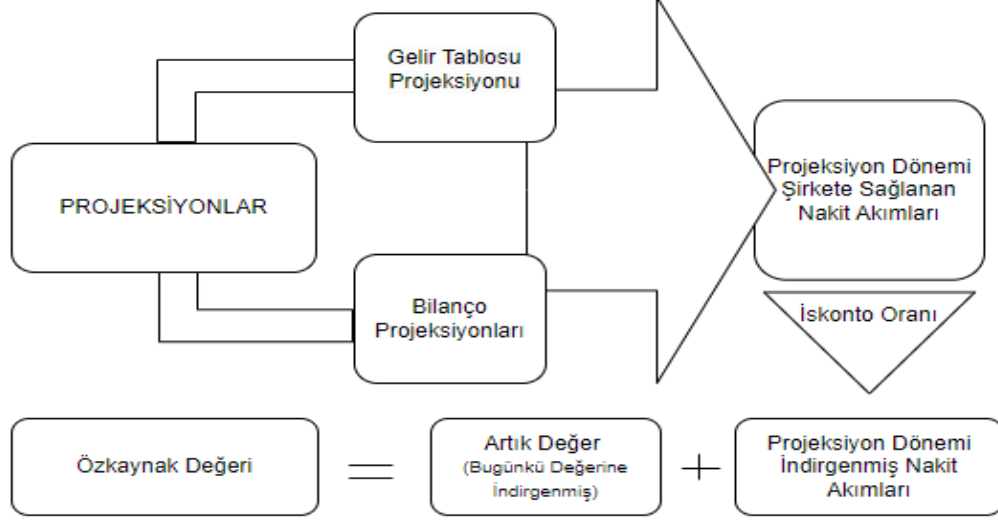 Gelir Tablosu
Projeksiyonu
PROJEKSİYONLAR
Projeksiyon Dönemi
Şirkete Sağlanan
Nakit Akımları
Bilanço
Projeksiyonları
İskonto Oranı
Özkaynak Değeri
=
Artık Değer
(Bugünkü Değerine
İndirgenmiş)
+
Projeksiyon Dönemi
İndirgenmiş Nakit
Akımları